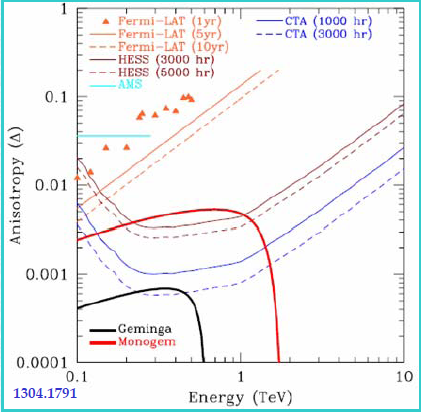 1
Fermi-LAT (1yr)
Fermi-LAT (5yr)
Fermi-LAT (10yr)
HESS (3000 hr)
HESS (5000 hr)
AMS
CTA (1000 hr)
CTA (3000 hr)
0.1
0.01
0.001
0.0001
Anisotropy (Δ)
Geminga
Monogem
0.1
1
10
1304.1791
Energy (TeV)